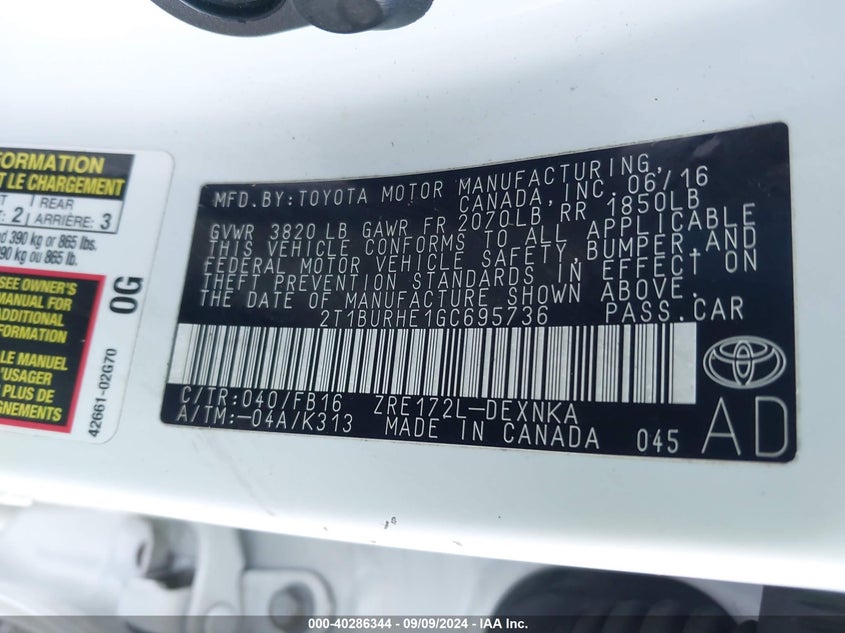 FORMATION
T LE CHARGEMENT
2 REAR
ARRIÈRE: 3
390 kg or 865 lbs.
390 kg ou 865 lb.
SEE OWNER'S
MANUAL FOR
ADDITIONAL
FORMATION
LE MANUEL
'USAGER
PLUS DE
IGNEMENTS
0G
42661-02G70
MFD.BY:TOYOTA MOTOR MANUFACTURING,
CANADA,INC. 06/16
GVWR 3820 LB GAWR FR 2070LB RR 1850LB
THIS VEHICLE CONFORMS TO ALL APPLICABLE
FEDERAL MOTOR VEHICLE SAFETY,BUMPER,AND
THEFT PREVENTION STANDARDS IN EFFECT ON
THE DATE OF MANUFACTURE SHOWN ABOVE.
2T1BURHE1GC695736 PASS.CAR
C/TR:040/FB16 ZRE172L-DEXNKA
A/TM:-04A/K313 MADE IN CANADA 045 AD
000-40286344 - 09/09/2024 - IAA Inc.